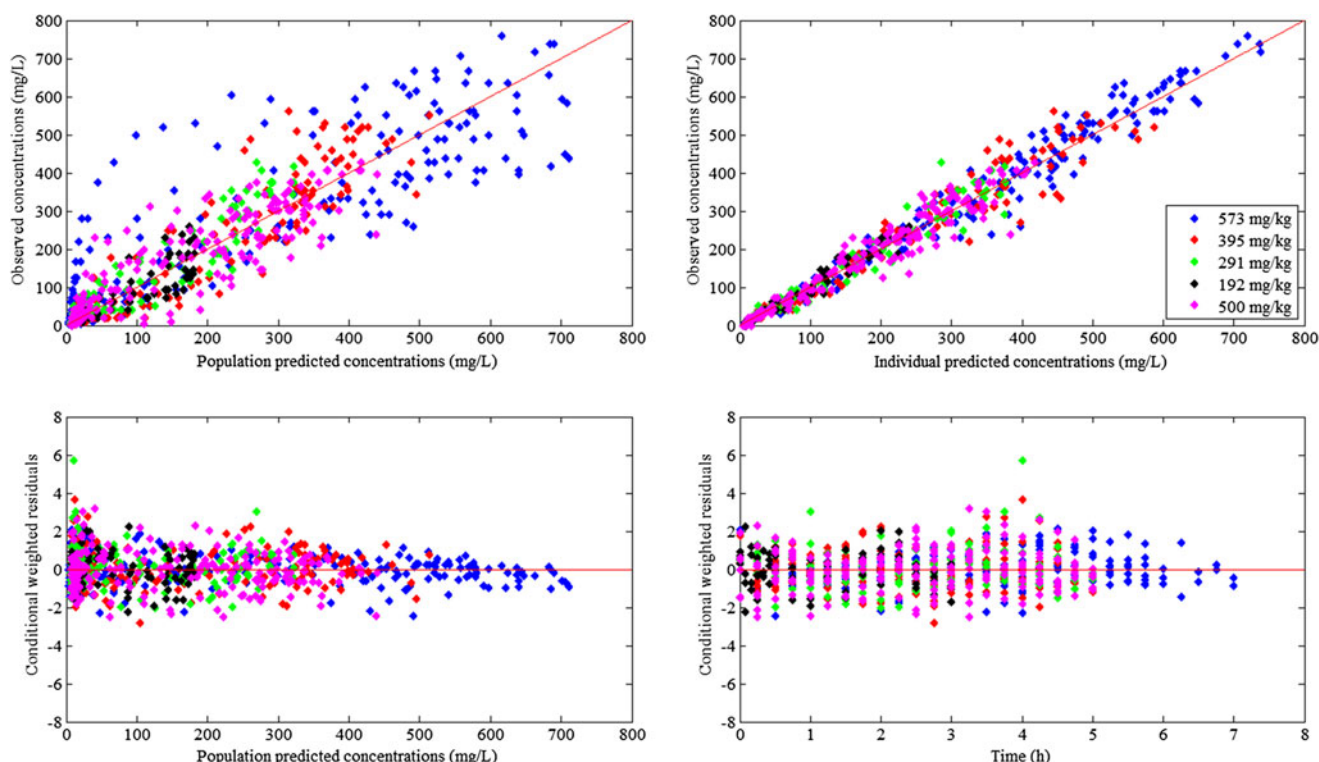 800
700
600
500
400
300
200
100
0
Observed concentrations (mg/L)
0 100 200 300 400 500 600 700 800
Population predicted concentrations (mg/L)
800
700
600
500
400
300
200
100
0
Observed concentrations (mg/L)
573 mg/kg
395 mg/kg
291 mg/kg
192 mg/kg
500 mg/kg
100 200 300 400 500 600 700 800
Individual predicted concentrations (mg/L)
8
6
4
2
0
-2
-4
-6
-8
Conditional weighted residuals
0 100 200 300 400 500 600 700 800
Population predicted concentrations (mg/L)
8
6
4
2
0
-2
-4
-6
-8
Conditional weighted residuals
0 1 2 3 4 5 6 7 8
Time (h)